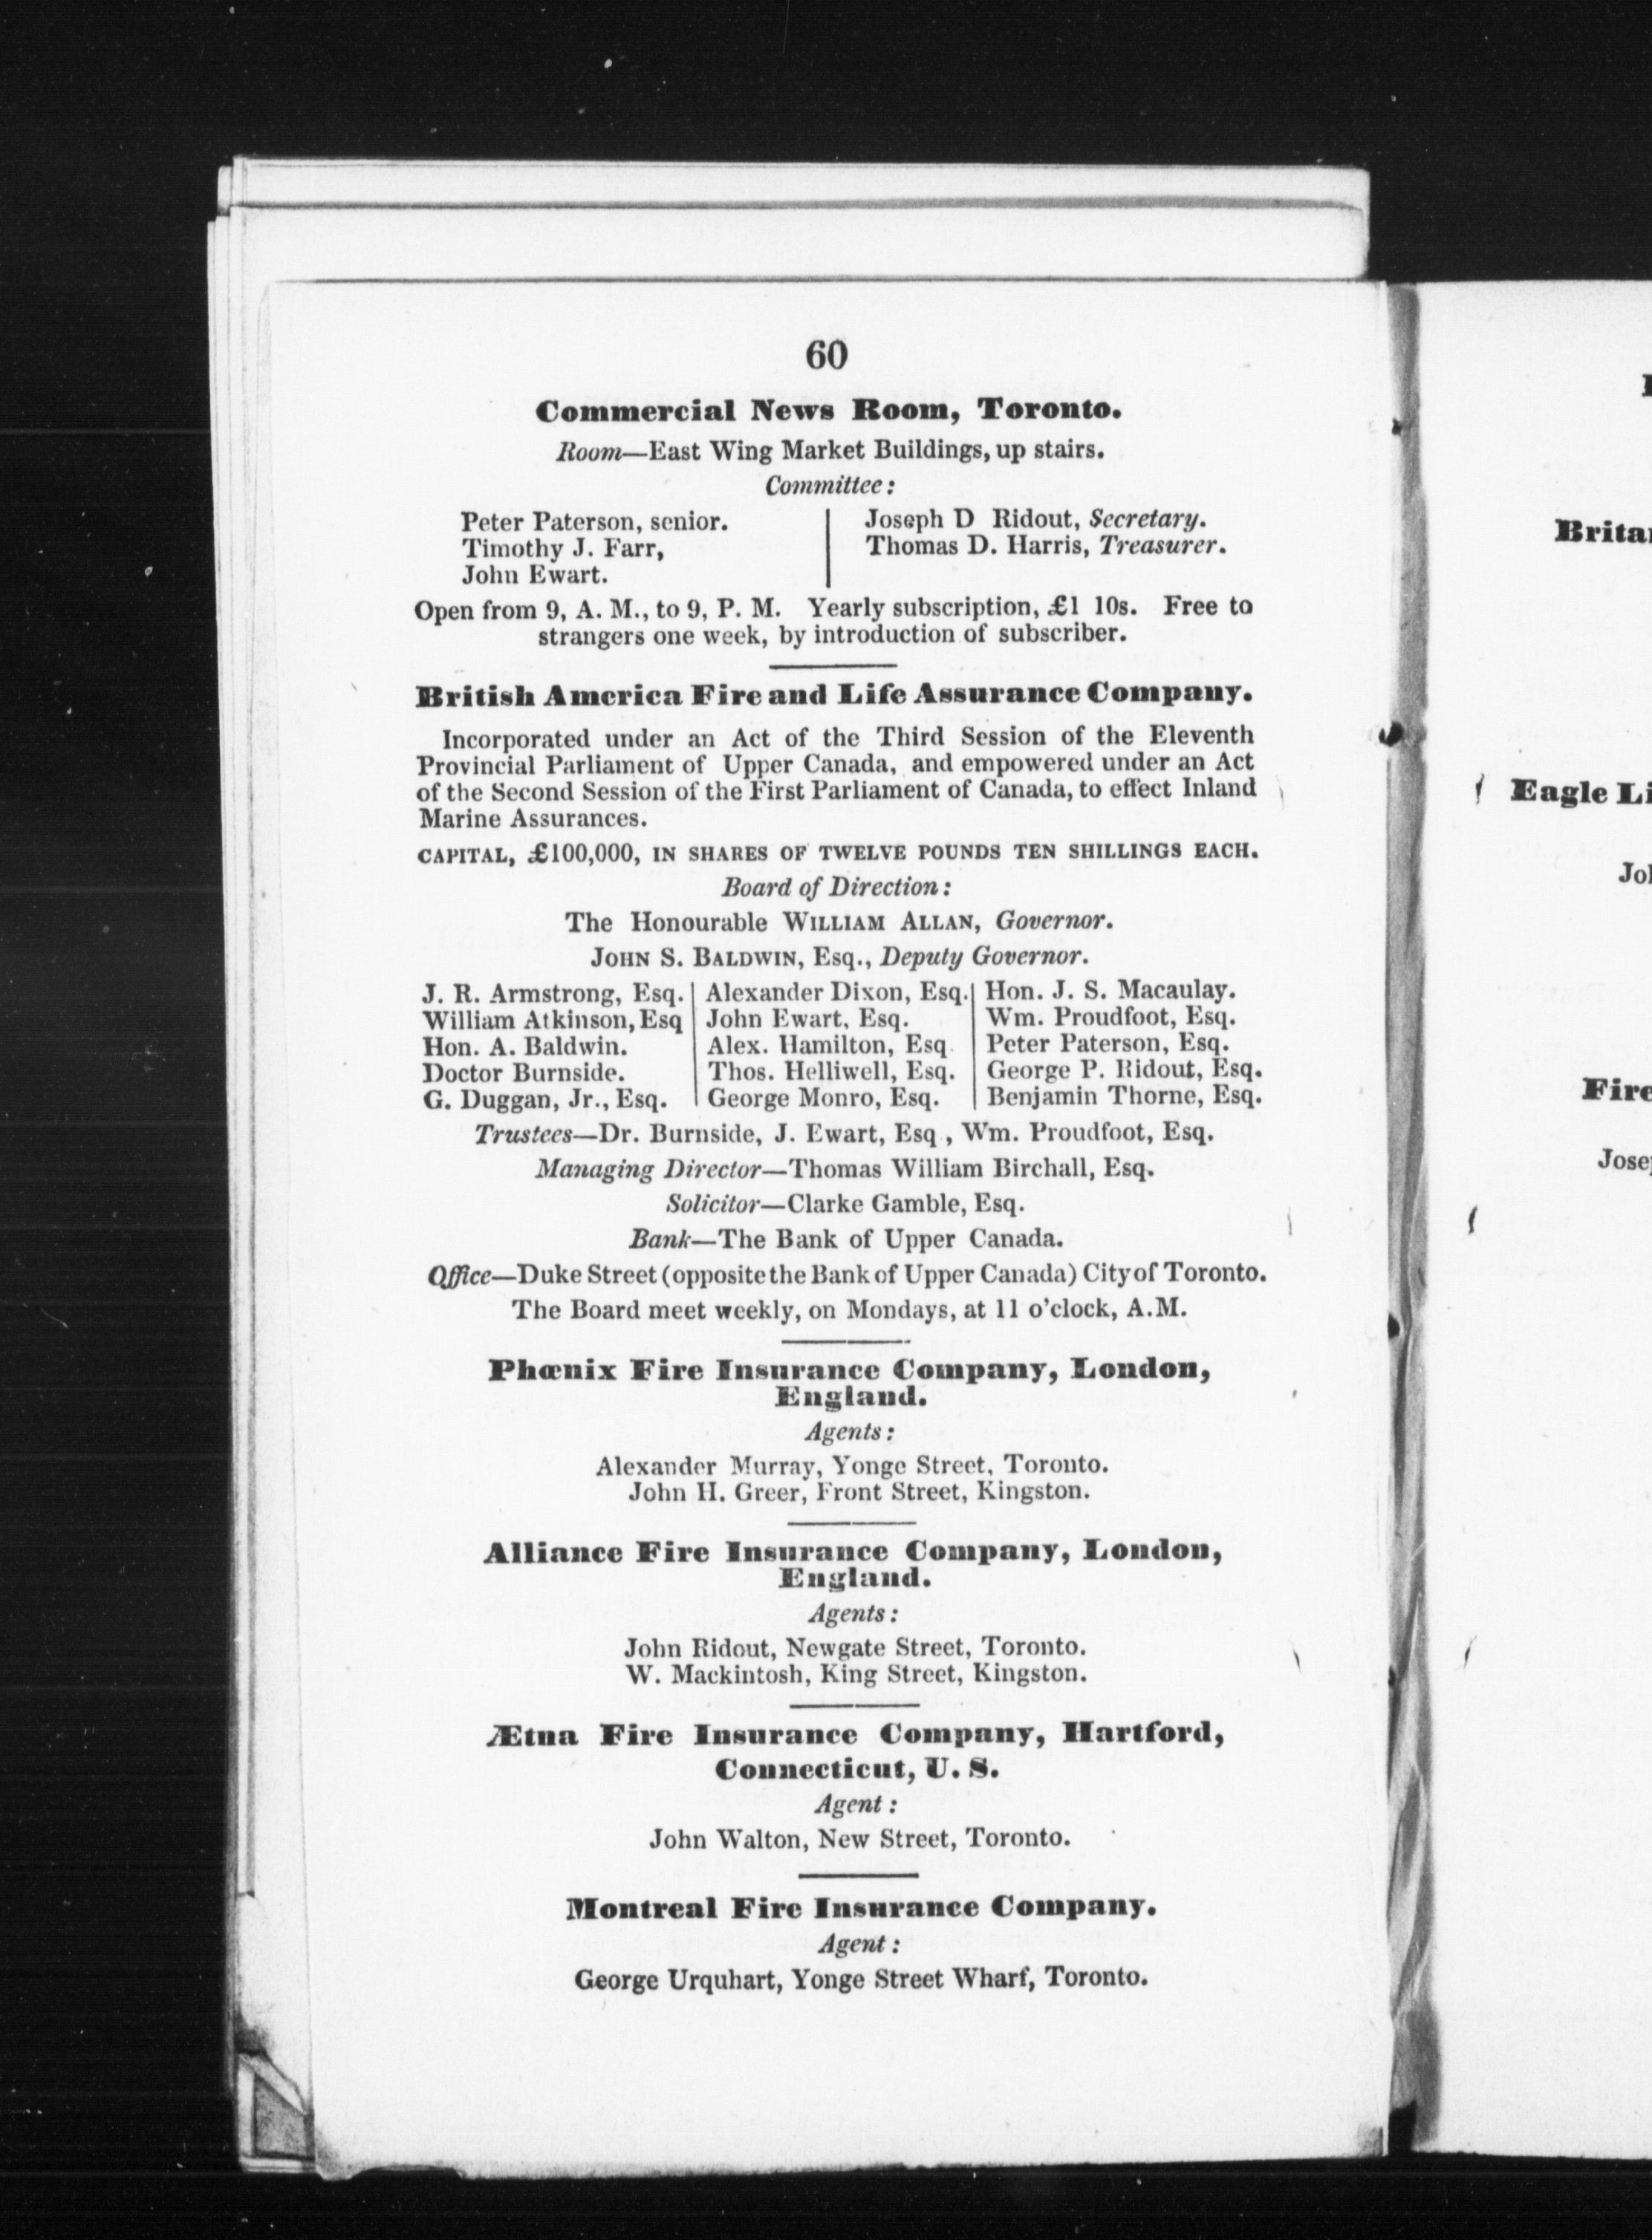 60
Commercial News Room, Toronto.
Room—East Wing Market Buildings, up stairs.
Committee:
Peter Paterson, senior.
Timothy J. Farr,
John Ewart.
Joseph D Ridout, Secretary.
Thomas D. Harris, Treasurer.
Open from 9, A. M., to 9, P. M. Yearly subscription, £1 10s. Free to
strangers one week, by introduction of subscriber.
British America Fire and Life Assurance Company.
Incorporated under an Act of the Third Session of the Eleventh
Provincial Parliament of Upper Canada, and empowered under an Act
of the Second Session of the First Parliament of Canada, to effect Inland
Marine Assurances.
CAPITAL, £100,000, IN SHARES OF TWELVE POUNDS TEN SHILLINGS EACH.
Board of Direction:
The Honourable WILLIAM ALLAN, Governor.
JOHN S. BALDWIN, Esq., Deputy Governor.
J. R. Armstrong, Esq.
William Atkinson, Esq
Hon. A. Baldwin.
Doctor Burnside.
G. Duggan, Jr., Esq.
Alexander Dixon, Esq.
John Ewart, Esq.
Alex. Hamilton, Esq.
Thos. Helliwell, Esq.
George Monro, Esq.
Hon. J. S. Macaulay.
Wm. Proudfoot, Esq.
Peter Paterson, Esq.
George P. Ridout, Esq.
Benjamin Thorne, Esq.
Trustees—Dr. Burnside, J. Ewart, Esq , Wm. Proudfoot, Esq.
Managing Director—Thomas William Birchall, Esq.
Solicitor—Clarke Gamble, Esq.
Bank—The Bank of Upper Canada.
Office—Duke Street (opposite the Bank of Upper Canada) City of Toronto.
The Board meet weekly, on Mondays, at 11 o'clock, A.M.
Phœnix Fire Insurance Company, London,
England.
Agents:
Alexander Murray, Yonge Street, Toronto.
John H. Greer, Front Street, Kingston.
Alliance Fire Insurance Company, London,
England.
Agents:
John Ridout, Newgate Street, Toronto.
W. Mackintosh, King Street, Kingston.
Ætna Fire Insurance Company, Hartford,
Connecticut, U. S.
Agent:
John Walton, New Street, Toronto.
Montreal Fire Insurance Company.
Agent:
George Urquhart, Yonge Street Wharf, Toronto.
Eagle
Fire